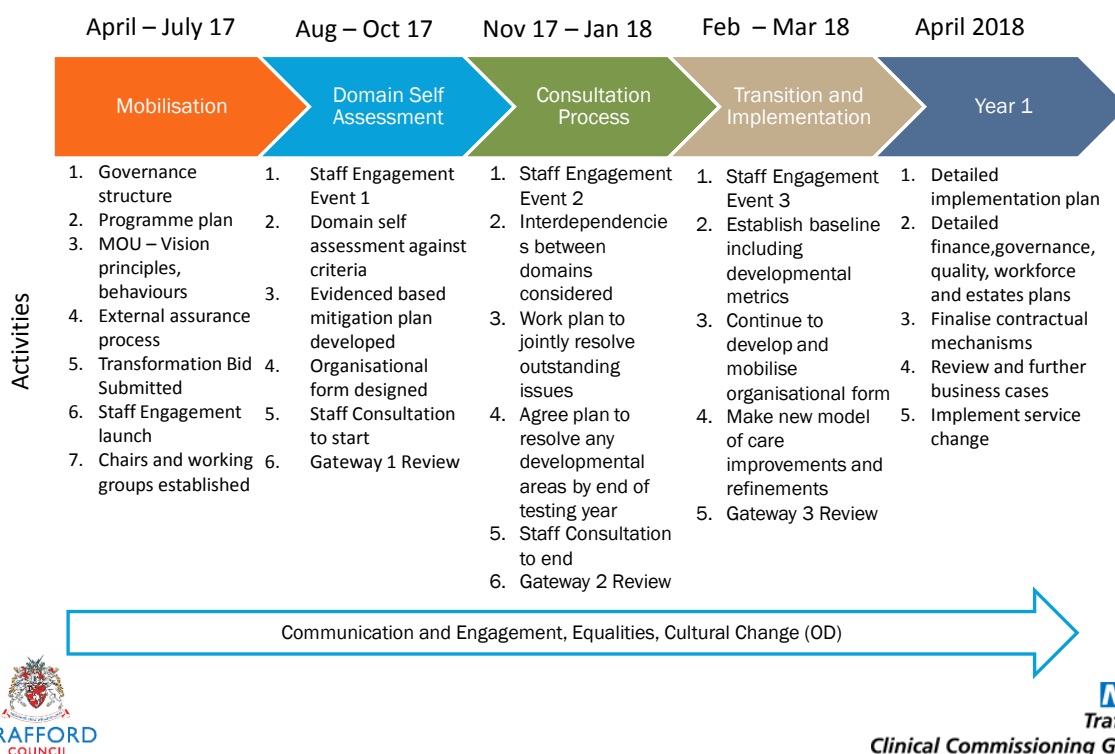 April – July 17
Aug – Oct 17
Nov 17 – Jan 18
Feb – Mar 18
April 2018
Mobilisation
Domain Self
Assessment
Consultation
Process
Transition and
Implementation
Year 1
Activities
1. Governance
structure
2. Programme plan
3. MOU – Vision
principles,
behaviours
4. External assurance
process
5. Transformation Bid
Submitted
6. Staff Engagement
launch
7. Chairs and working
groups established
1. Staff Engagement
Event 1
2. Domain self
assessment against
criteria
3. Evidenced based
mitigation plan
developed
4. Organisational
form designed
5. Staff Consultation
to start
6. Gateway 1 Review
1. Staff Engagement
Event 2
2. Interdependencie
s between
domains
considered
3. Work plan to
jointly resolve
outstanding
issues
4. Agree plan to
resolve any
developmental
areas by end of
testing year
5. Staff Consultation
to end
6. Gateway 2 Review
1. Staff Engagement
Event 3
2. Establish baseline
including
developmental
metrics
3. Continue to
develop and
mobilise
organisational form
4. Make new model
of care
improvements and
refinements
5. Gateway 3 Review
1. Detailed
implementation plan
2. Detailed
finance,governance,
quality, workforce
and estates plans
3. Finalise contractual
mechanisms
4. Review and further
business cases
5. Implement service
change
Communication and Engagement, Equalities, Cultural Change (OD)
RAFFORD
COUNCIL
N
Traf
Clinical Commissioning G